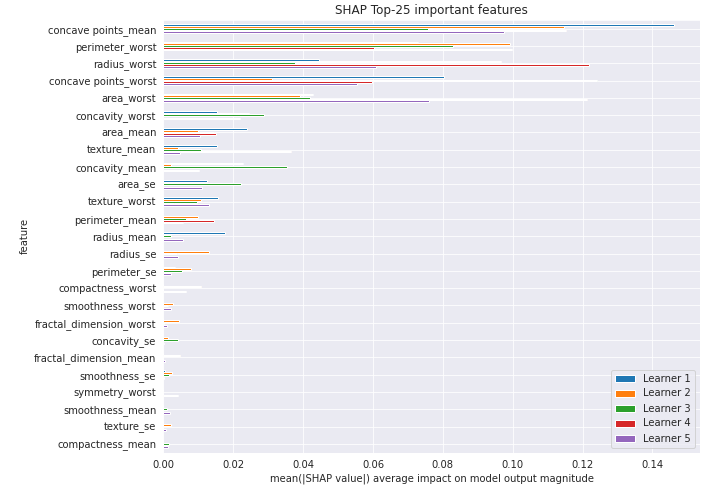 SHAP Top-25 important features
concave points_mean
perimeter_worst
radius_worst
concave points_worst
area_worst
concavity_worst
area_mean
texture_mean
concavity_mean
area_se
texture_worst
perimeter_mean
radius_mean
radius_se
perimeter_se
compactness_worst
smoothness_worst
fractal_dimension_worst
concavity_se
fractal_dimension_mean
smoothness_se
symmetry_worst
smoothness_mean
texture_se
compactness_mean
feature
0.00 0.02 0.04 0.06 0.08 0.10 0.12 0.14
mean(|SHAP value|) average impact on model output magnitude
Learner 1
Learner 2
Learner 3
Learner 4
Learner 5